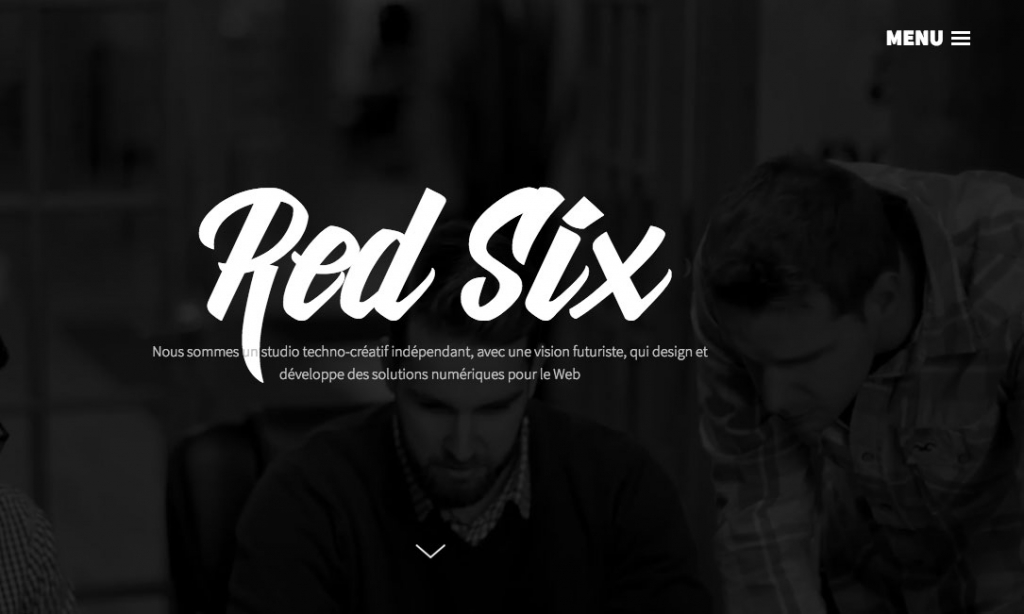 MENU
Red Six
Nous sommes un studio techno-créatif indépendant, avec une vision futuriste, qui design et
développe des solutions numériques pour le Web